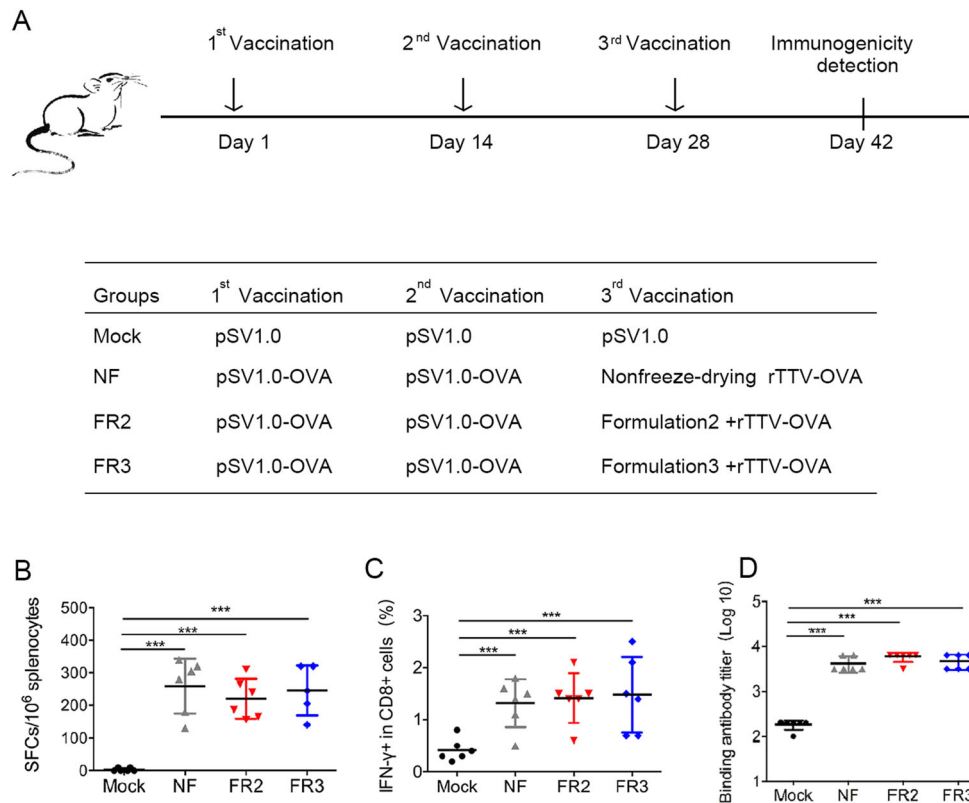 A
1st Vaccination 2nd Vaccination 3rd Vaccination Immunogenicity
detection
Day 1 Day 14 Day 28 Day 42
Groups 1st Vaccination 2nd Vaccination 3rd Vaccination
Mock pSV1.0 pSV1.0 pSV1.0
NF pSV1.0-OVA pSV1.0-OVA Nonfreeze-drying rTTV-OVA
FR2 pSV1.0-OVA pSV1.0-OVA Formulation2 +rTTV-OVA
FR3 pSV1.0-OVA pSV1.0-OVA Formulation3 +rTTV-OVA
B
SFCs/10⁶ splenocytes
500
400
300
200
100
0
***
***
***
Mock NF FR2 FR3
C
IFN-γ+ in CD8+ cells (%)
3
2
1
0
***
***
***
Mock NF FR2 FR3
D
Binding antibody titier (Log 10)
5
4
3
2
1
***
***
***
Mock NF FR2 FR3